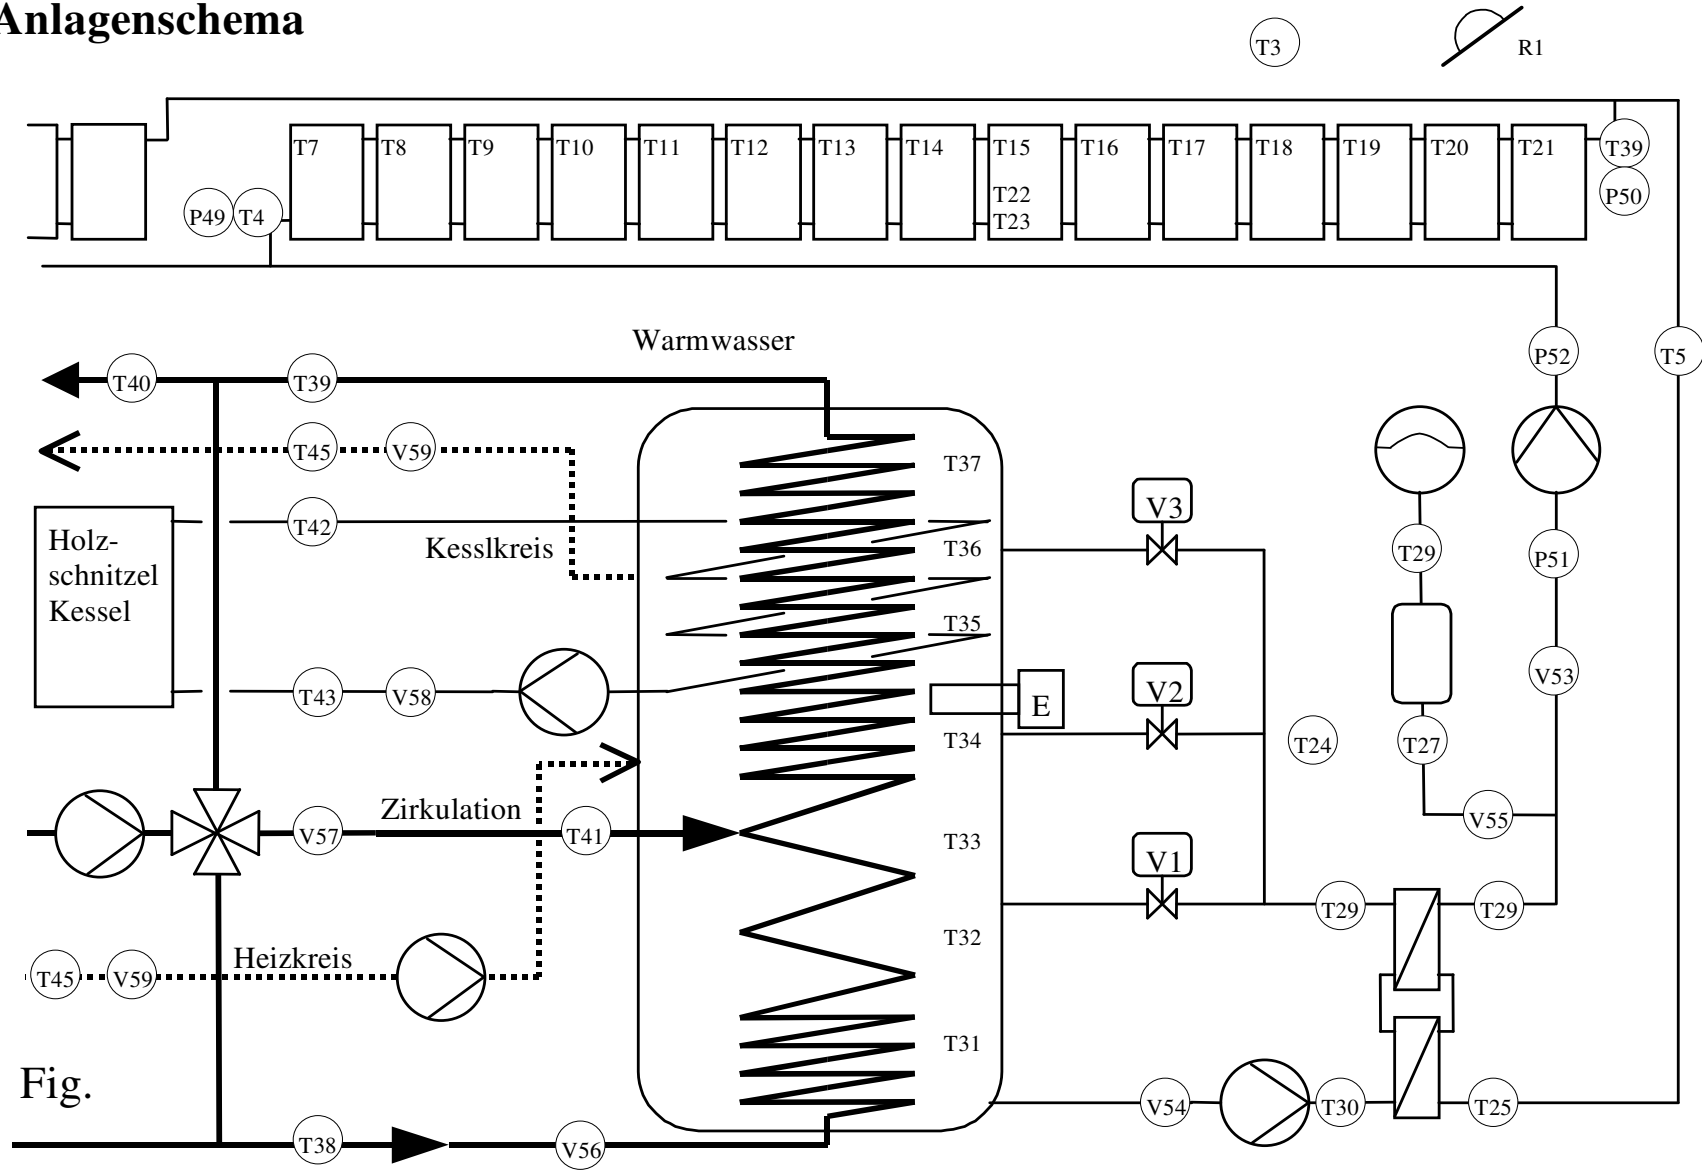 Anlagenschema
T3
R1
T7
T8
T9
T10
T11
T12
T13
T14
T15
T16
T17
T18
T19
T20
T21
T39
T22
T23
P49
T4
P50
Warmwasser
P52
T5
T40
T39
T45
V59
T37
V3
T42
Kesslkreis
T36
T29
P51
Holz-
schnitzel
Kessel
T35
V53
T43
V58
E
V2
T34
T24
T27
Zirkulation
V57
T41
T33
V55
V1
T29
T29
T32
Heizkreis
T45
V59
T31
Fig.
V54
T30
T25
T38
V56